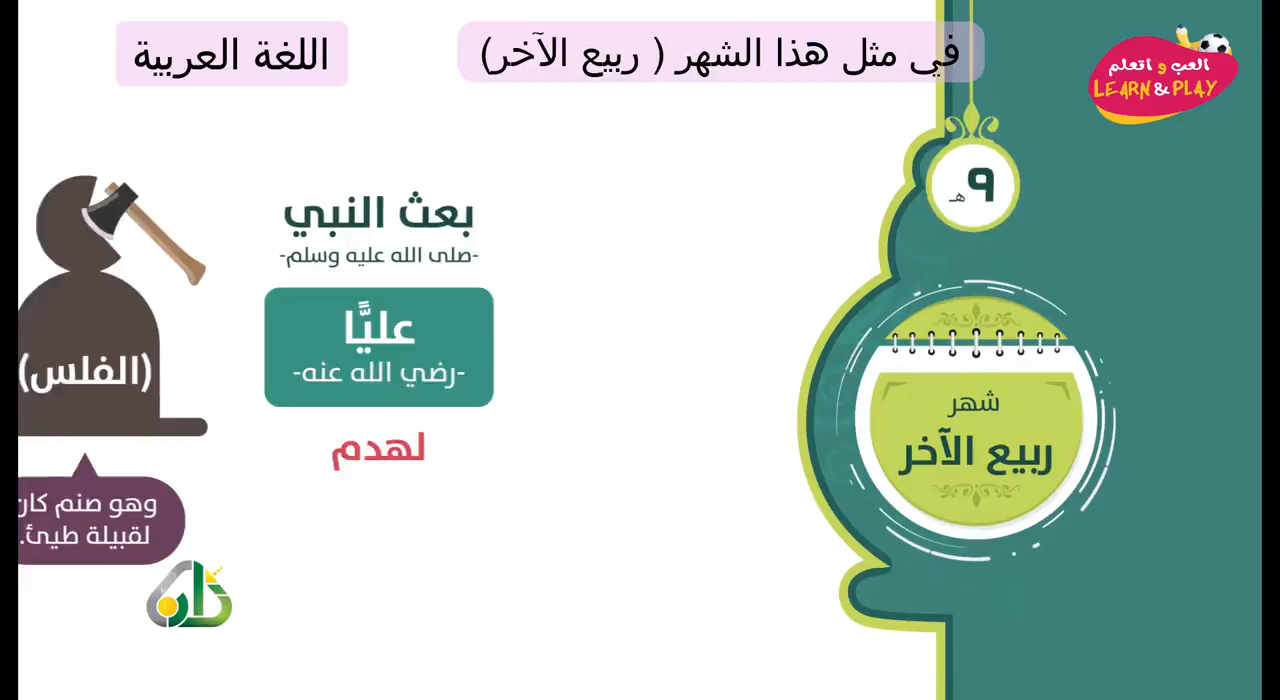 في مثل هذا الشهر ( ربيع الآخر)
اللغة العربية
العب و اتعلم
LEARN & PLAY
٩ هـ
شهر
ربيع الآخر
بعث النبي
-صلى الله عليه وسلم-
عليًّا
-رضي الله عنه-
لهدم
(الفلس)
وهو صنم كان
لقبيلة طيئ.